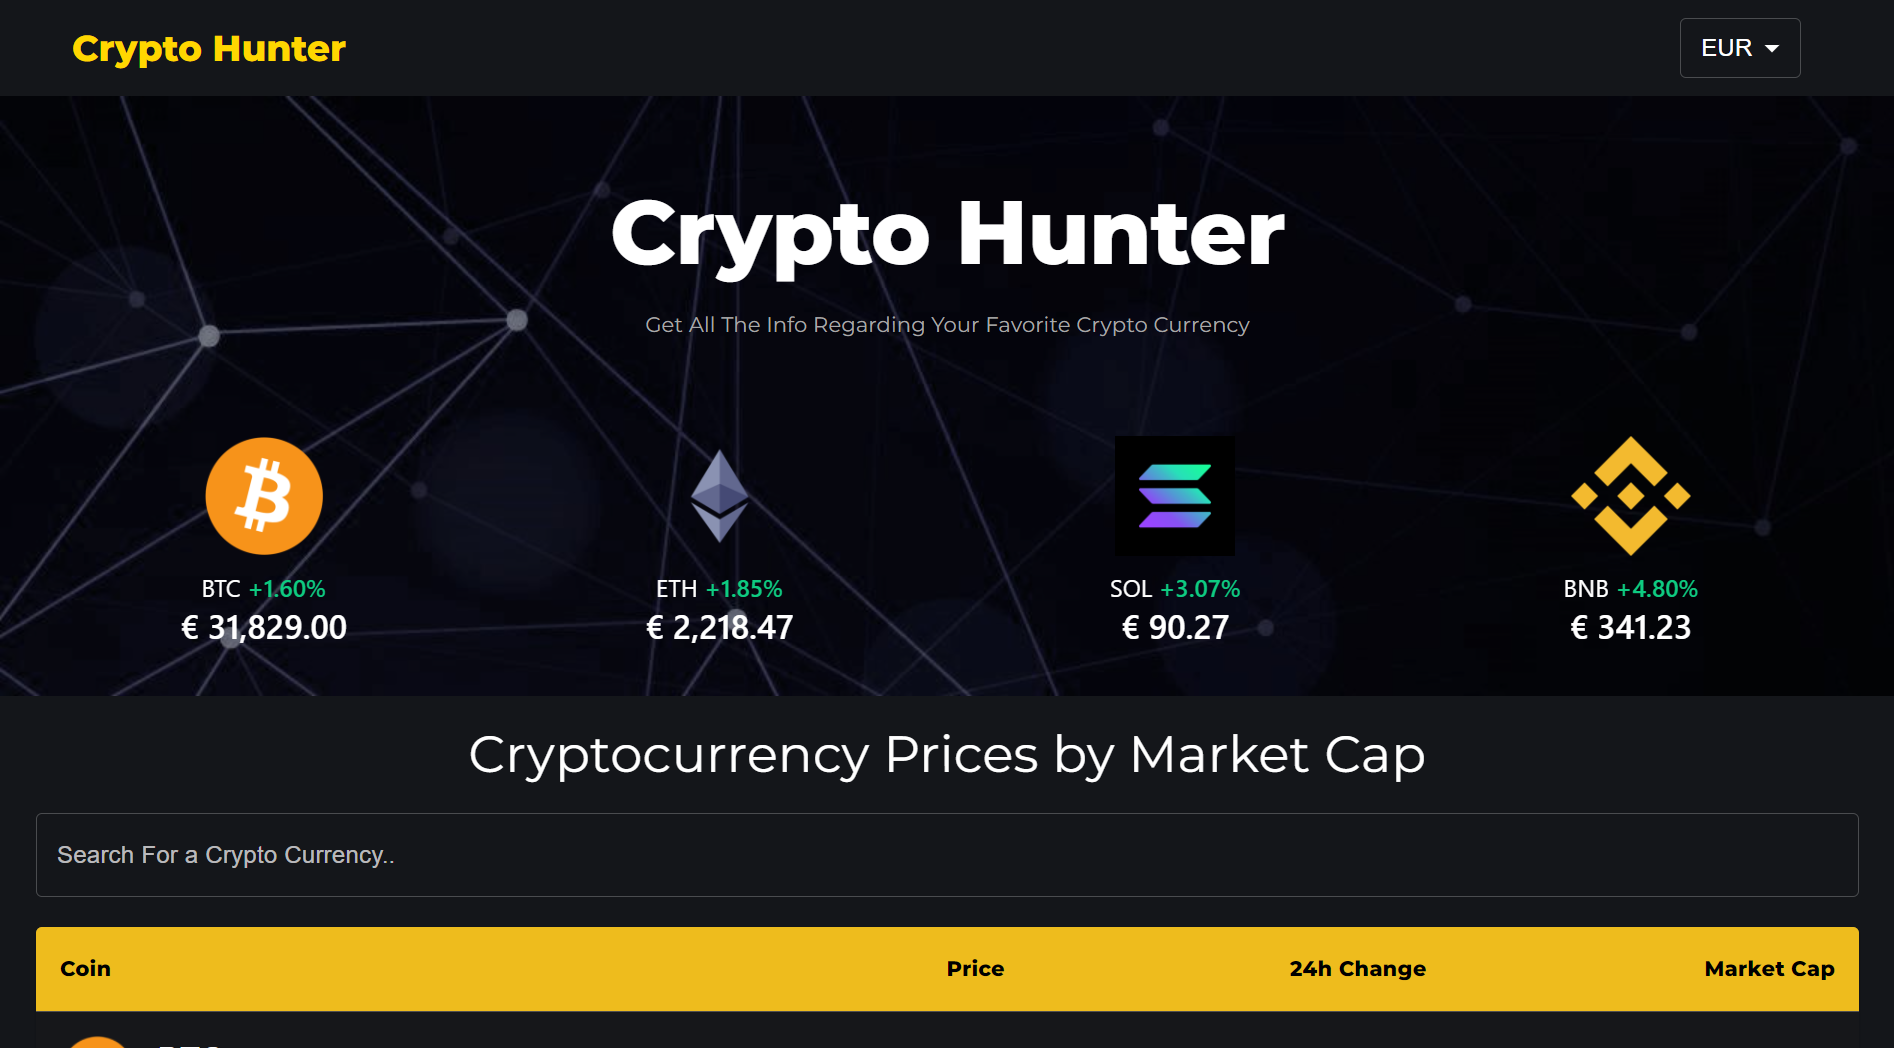 Crypto Hunter
EUR
Crypto Hunter
Get All The Info Regarding Your Favorite Crypto Currency
BTC +1.60%
€ 31,829.00
ETH +1.85%
€ 2,218.47
SOL +3.07%
€ 90.27
BNB +4.80%
€ 341.23
Cryptocurrency Prices by Market Cap
Search For a Crypto Currency..
Coin Price 24h Change Market Cap